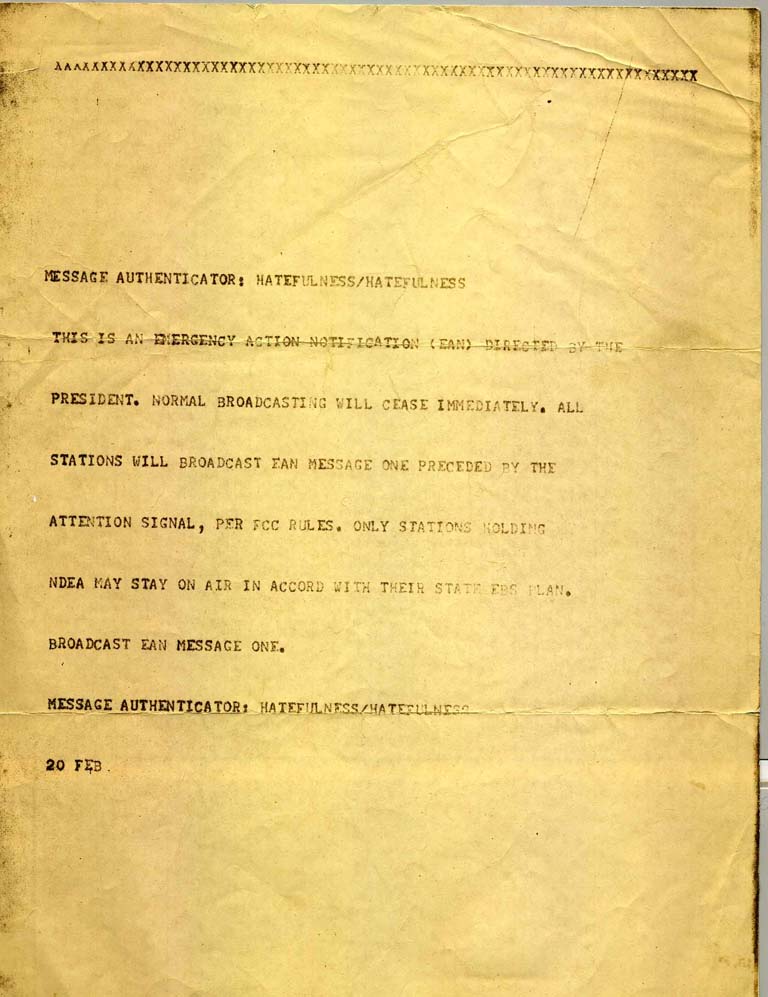 XXXXXXXXXXXXXXXXXXXXXXXXXXXXXXXXXXXXXXXXXXXXXXXXXXXXXXXXXXXXXXXXXXXXX
MESSAGE AUTHENTICATOR: HATEFULNESS/HATEFULNESS
THIS IS AN EMERGENCY ACTION NOTIFICATION (EAN) DIRECTED BY THE
PRESIDENT. NORMAL BROADCASTING WILL CEASE IMMEDIATELY. ALL
STATIONS WILL BROADCAST EAN MESSAGE ONE PRECEDED BY THE
ATTENTION SIGNAL, PER FCC RULES. ONLY STATIONS HOLDING
NDEA MAY STAY ON AIR IN ACCORD WITH THEIR STATE EBS PLAN.
BROADCAST EAN MESSAGE ONE.
MESSAGE AUTHENTICATOR: HATEFULNESS/HATEFULNESS
20 FEB.